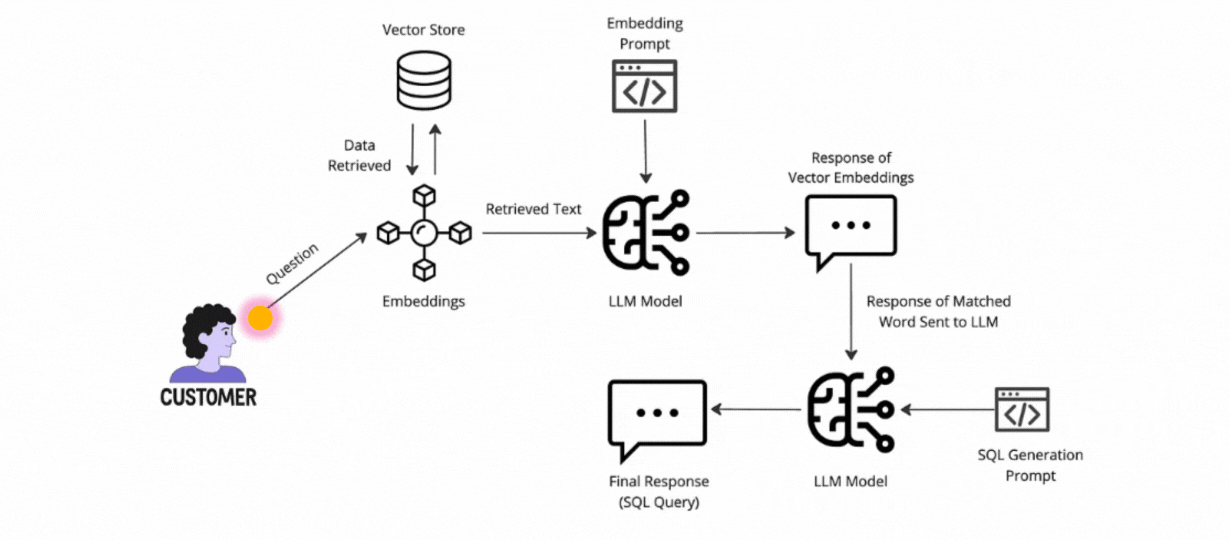 Vector Store
Embedding
Prompt
</>
Data
Retrieved
Response of
Vector Embeddings
Retrieved Text
Question
Embeddings
LLM Model
Response of Matched
Word Sent to LLM
CUSTOMER
</>
SQL Generation
Prompt
Final Response
(SQL Query)
LLM Model